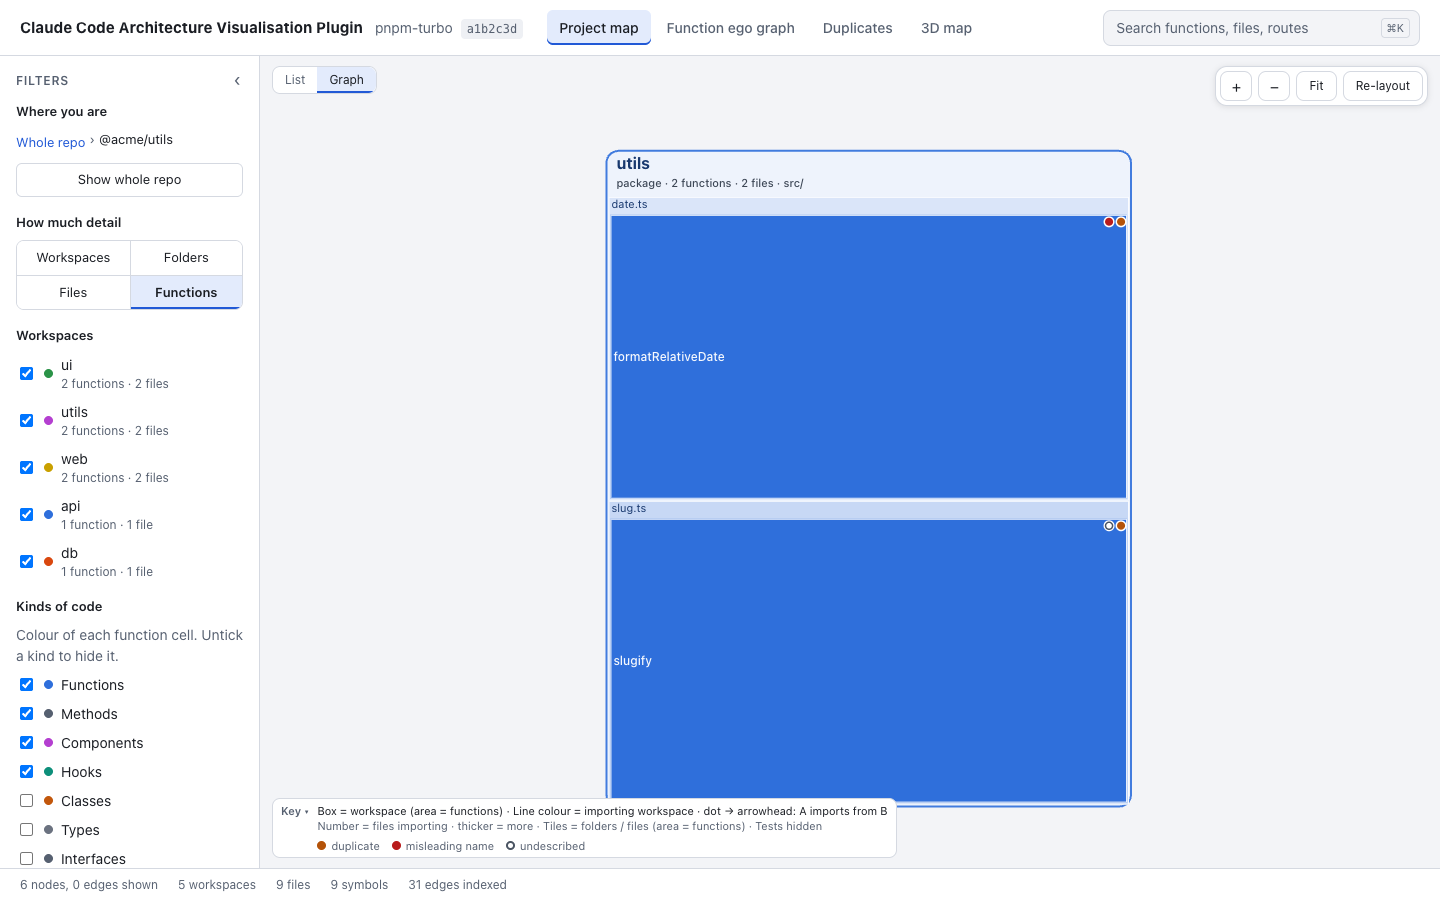 Claude Code Architecture Visualisation Plugin pnpm-turbo a1b2c3d Project map Function ego graph Duplicates 3D map Search functions, files, routes ⌘K
FILTERS
Where you are
Whole repo › @acme/utils
Show whole repo
How much detail
Workspaces Folders
Files Functions
Workspaces
ui
2 functions · 2 files
utils
2 functions · 2 files
web
2 functions · 2 files
api
1 function · 1 file
db
1 function · 1 file
Kinds of code
Colour of each function cell. Untick
a kind to hide it.
Functions
Methods
Components
Hooks
Classes
Types
Interfaces
List Graph
+ − Fit Re-layout
utils
package · 2 functions · 2 files · src/
date.ts
formatRelativeDate
slug.ts
slugify
Key ▾ Box = workspace (area = functions) · Line colour = importing workspace · dot → arrowhead: A imports from B
Number = files importing · thicker = more · Tiles = folders / files (area = functions) · Tests hidden
duplicate misleading name undescribed
6 nodes, 0 edges shown 5 workspaces 9 files 9 symbols 31 edges indexed